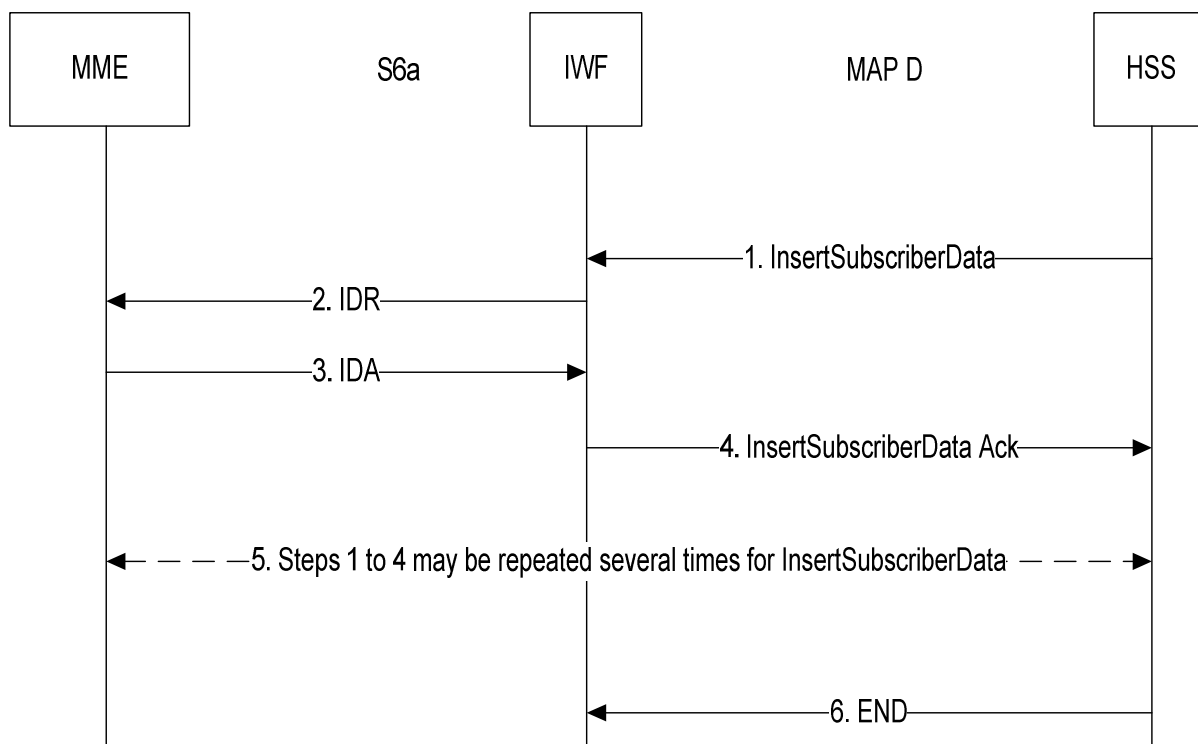 MME
S6a
IWF
MAP D
HSS
1. InsertSubscriberData
2. IDR
3. IDA
4. InsertSubscriberData Ack
5. Steps 1 to 4 may be repeated several times for InsertSubscriberData
6. END